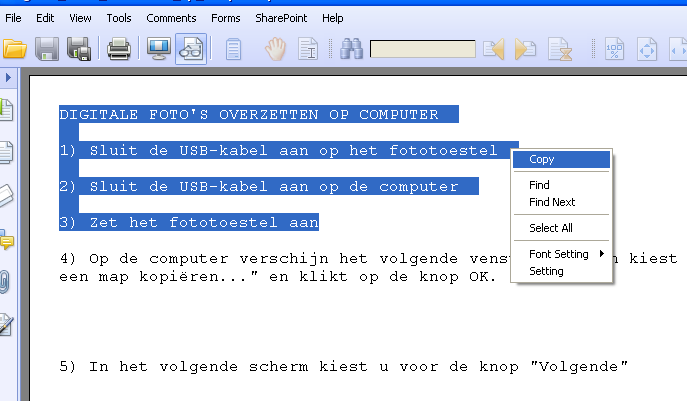 File Edit View Tools Comments Forms SharePoint Help
DIGITALE FOTO'S OVERZETTEN OP COMPUTER
1) Sluit de USB-kabel aan op het fototoestel
2) Sluit de USB-kabel aan op de computer
3) Zet het fototoestel aan
4) Op de computer verschijn het volgende kiest
een map kopiëren..." en klikt op de knop OK.
5) In het volgende scherm kiest u voor de knop "Volgende"
Copy
Find
Find Next
Select All
Font Setting
Setting